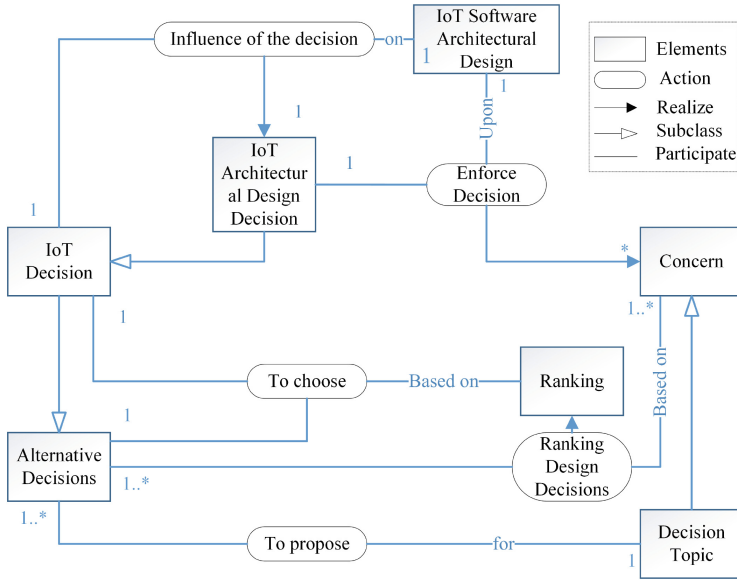 Influence of the decision
on
1
IoT Software
Architectural
Design
1
Upon
1
IoT
Architectur
al Design
Decision
1
Enforce
Decision
Elements
Action
Realize
Subclass
Participate
1
IoT
Decision
1
*
Concern
1..*
To choose
Based on
Ranking
Based on
1
Alternative
Decisions
1..*
Ranking
Design
Decisions
1..*
To propose
for
1
Decision
Topic